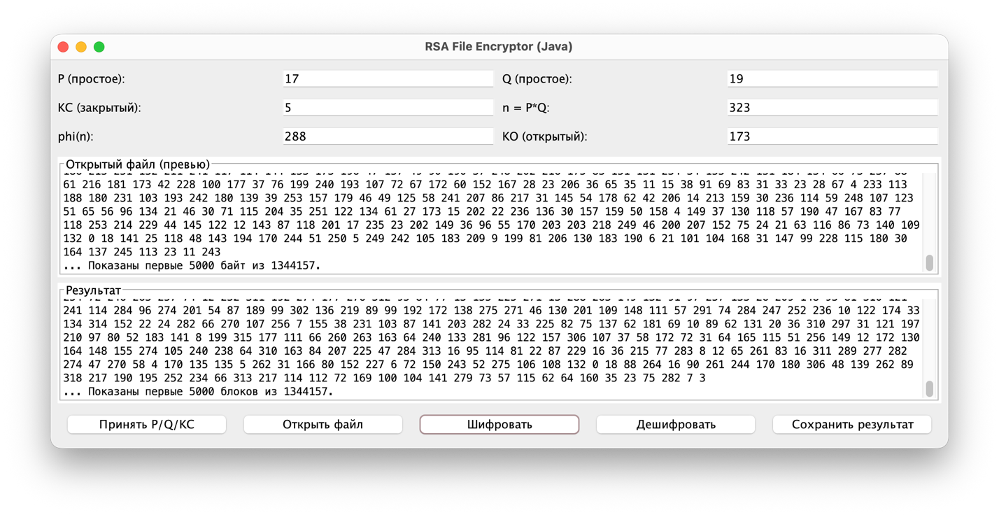 RSA File Encryptor (Java)
P (простое): 17 Q (простое): 19
KC (закрытый): 5 n = P*Q: 323
phi(n): 288 KO (открытый): 173
Открытый файл (превью)
61 216 181 173 42 228 100 177 37 76 199 240 193 107 72 67 172 60 152 167 28 23 206 36 65 35 11 15 38 91 69 83 31 33 23 28 67 4 233 113
188 180 231 103 193 242 180 139 39 253 157 179 46 49 125 58 241 207 86 217 31 145 54 178 62 42 206 14 213 159 30 236 114 59 248 107 123
51 65 56 96 134 21 46 30 71 115 204 35 251 122 134 61 27 173 15 202 22 236 136 30 157 159 50 158 4 149 37 130 118 57 190 47 167 83 77
118 253 214 229 44 145 122 12 143 87 118 201 17 235 23 202 149 36 96 55 170 203 203 218 249 46 200 207 152 75 24 21 63 116 86 73 140 109
132 0 18 141 25 118 48 143 194 170 244 51 250 5 249 242 105 183 209 9 199 81 206 130 183 190 6 21 101 104 168 31 147 99 228 115 180 30
164 137 245 113 23 11 243
... Показаны первые 5000 байт из 1344157.
Результат
241 114 284 96 274 201 54 87 189 99 302 136 219 89 99 192 172 138 275 271 46 130 201 109 148 111 57 291 74 284 247 252 236 10 122 174 33
134 314 152 22 24 282 66 270 107 256 7 155 38 231 103 87 141 203 282 24 33 225 82 75 137 62 181 69 10 89 62 131 20 36 310 297 31 121 197
210 97 80 52 183 141 8 199 315 177 111 66 260 263 163 64 240 133 281 96 122 157 306 107 37 58 172 72 31 64 165 115 51 256 149 12 172 130
164 148 155 274 105 240 238 64 310 163 84 207 225 47 284 313 16 95 114 81 22 87 229 16 36 215 77 283 8 12 65 261 83 16 311 289 277 282
274 47 270 58 4 170 135 135 5 262 31 166 80 152 227 6 72 150 243 52 275 106 108 132 0 18 88 264 16 90 261 244 170 180 306 48 139 262 89
318 217 190 195 252 234 66 313 217 114 112 72 169 100 104 141 279 73 57 115 62 64 160 35 23 75 282 7 3
... Показаны первые 5000 блоков из 1344157.
Принять P/Q/KC Открыть файл Шифровать Дешифровать Сохранить результат